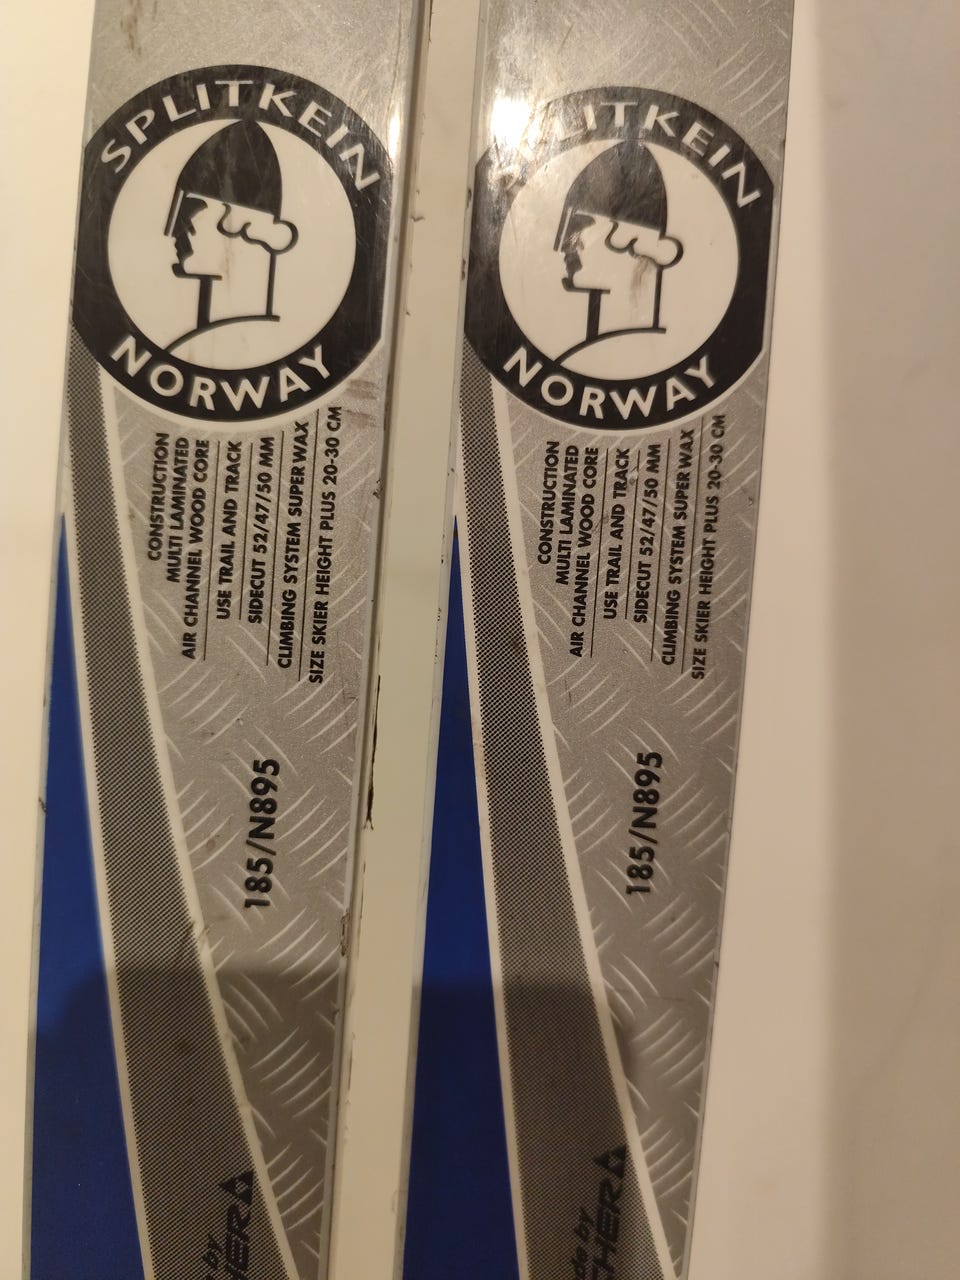 SPLITKEIN
NORWAY
CONSTRUCTION
MULTI LAMINATED
AIR CHANNEL WOOD CORE
USE TRAIL AND TRACK
SIDECUT 52/47/50 MM
CLIMBING SYSTEM SUPER WAX
SIZE SKIER HEIGHT PLUS 20-30 CM
185/N895
by
LITKEIN
NORWAY
CONSTRUCTION
MULTI LAMINATED
AIR CHANNEL WOOD CORE
USE TRAIL AND TRACK
SIDECUT 52/47/50 MM
CLIMBING SYSTEM SUPER WAX
SIZE SKIER HEIGHT PLUS 20-30 CM
185/N895
by